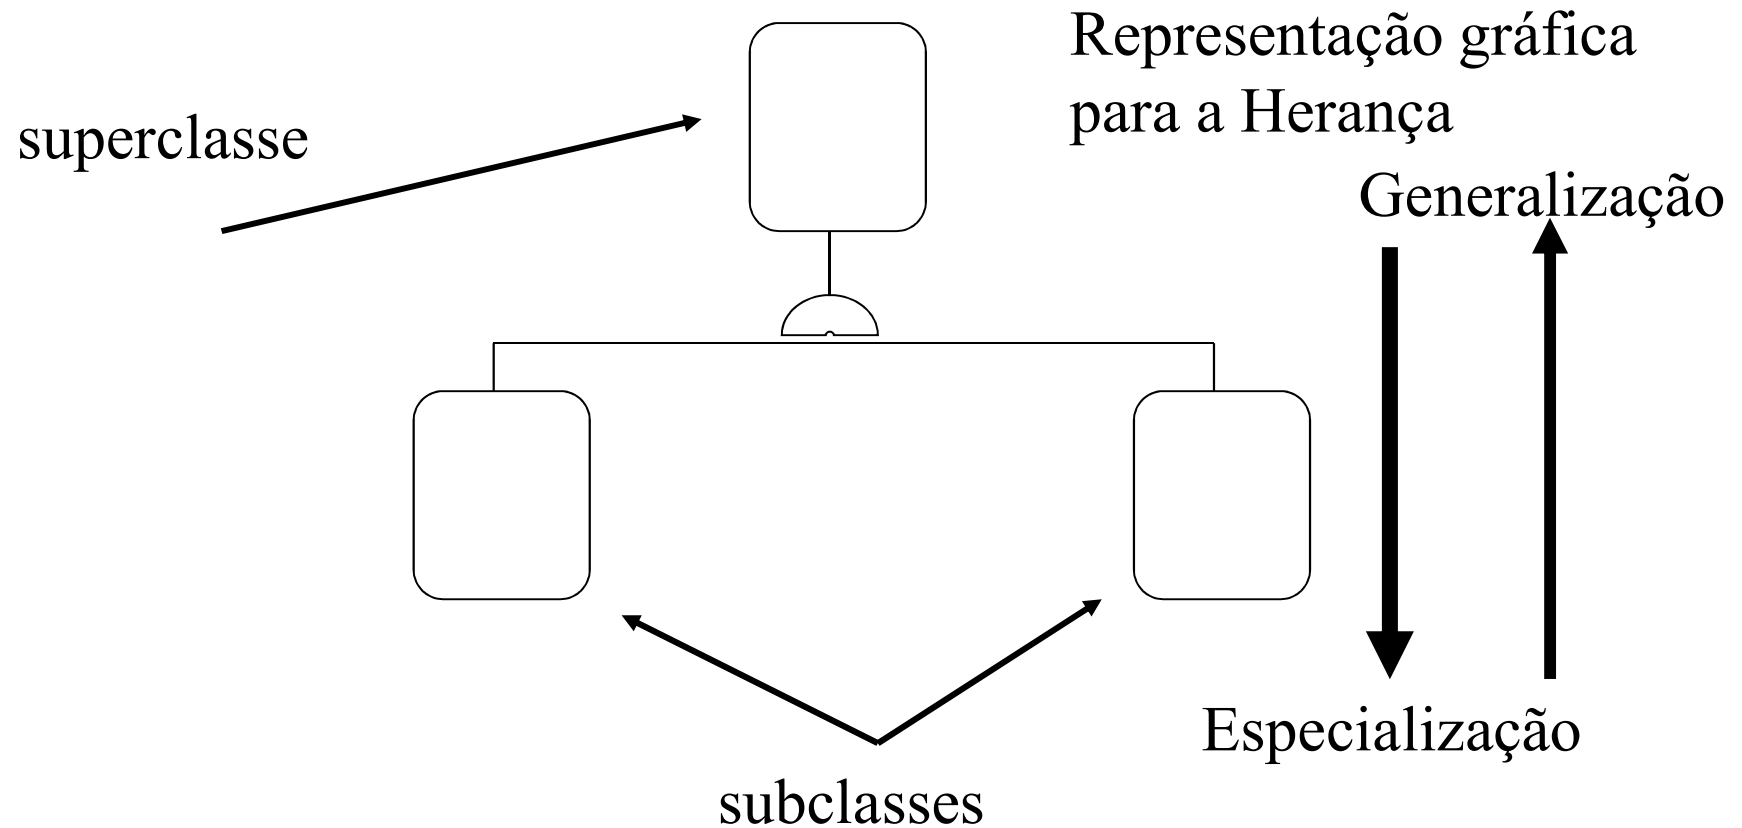 Representação gráfica
para a Herança
superclasse
Generalização
Especialização
subclasses